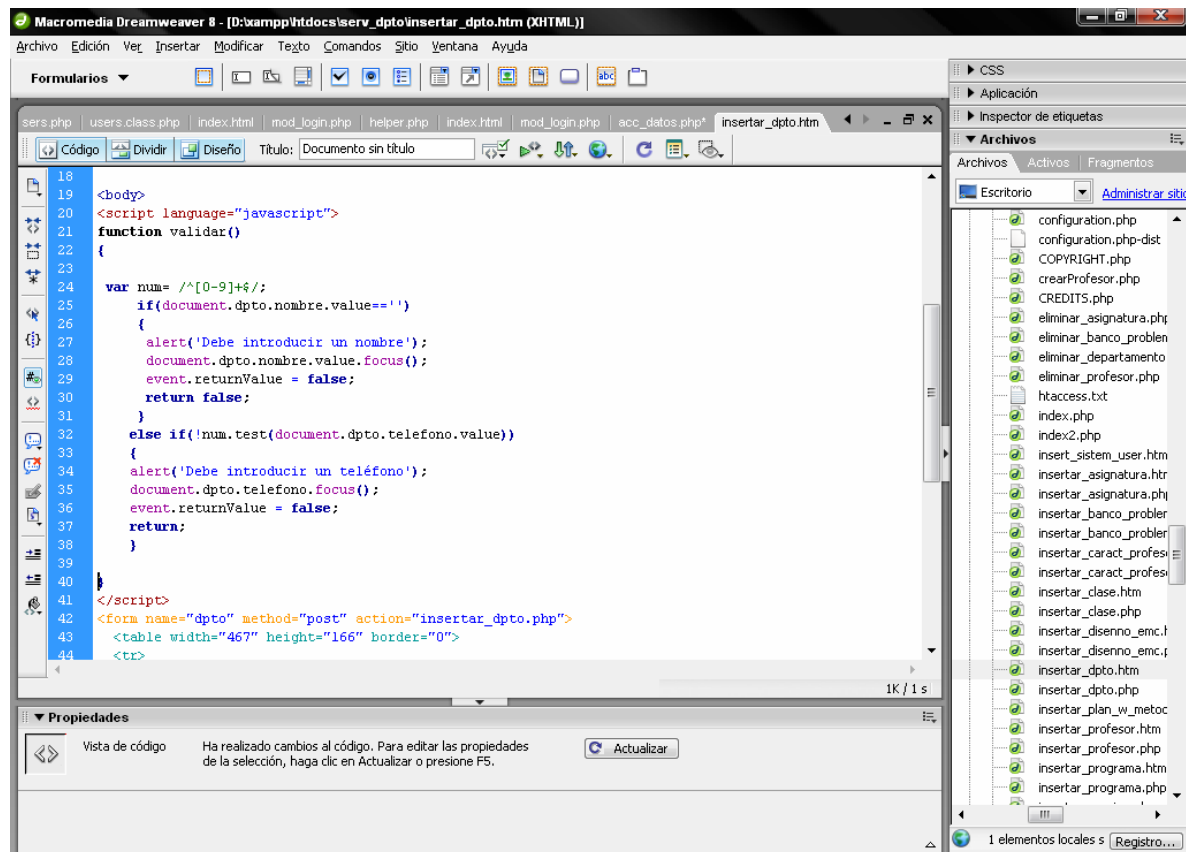 Macromedia Dreamweaver 8 - [D:\xampp\htdocs\serv_dpto\insertar_dpto.htm (XHTML)]
Archivo Edición Ver Insertar Modificar Texto Comandos Sitio Ventana Ayuda
Formularios
abc
sers.php users.class.php index.html mod_login.php helper.php index.html mod_login.php acc_datos.php* insertar_dpto.htm
Código Dividir Diseño Título: Documento sin título
18
19 <body>
20 <script language="javascript">
21 function validar()
22 {
23
24 var num= /^[0-9]+$/;
25 if(document.dpto.nombre.value=='')
26 {
27 alert('Debe introducir un nombre');
28 document.dpto.nombre.value.focus();
29 event.returnValue = false;
30 return false;
31 }
32 else if(!num.test(document.dpto.telefono.value))
33 {
34 alert('Debe introducir un teléfono');
35 document.dpto.telefono.focus();
36 event.returnValue = false;
37 return;
38 }
39
40 }
41 </script>
42 <form name="dpto" method="post" action="insertar_dpto.php">
43 <table width="467" height="166" border="0">
44 <tr>
1K / 1 s
Propiedades
Vista de código
Ha realizado cambios al código. Para editar las propiedades
de la selección, haga clic en Actualizar o presione F5.
Actualizar
CSS
Aplicación
Inspector de etiquetas
Archivos
Archivos Activos Fragmentos
Escritorio Administrar sitio
configuration.php
configuration.php-dist
COPYRIGHT.php
crearProfesor.php
CREDITS.php
eliminar_asignatura.php
eliminar_banco_problen
eliminar_departamento
eliminar_profesor.php
htaccess.txt
index.php
index2.php
insert_sistem_user.htm
insertar_asignatura.htr
insertar_asignatura.php
insertar_banco_probler
insertar_banco_probler
insertar_caract_profes
insertar_caract_profes
insertar_clase.htm
insertar_clase.php
insertar_disenno_emc.h
insertar_disenno_emc.p
insertar_dpto.htm
insertar_dpto.php
insertar_plan_w_metoc
insertar_profesor.htm
insertar_profesor.php
insertar_programa.htm
insertar_programa.php
1 elementos locales s Registro...